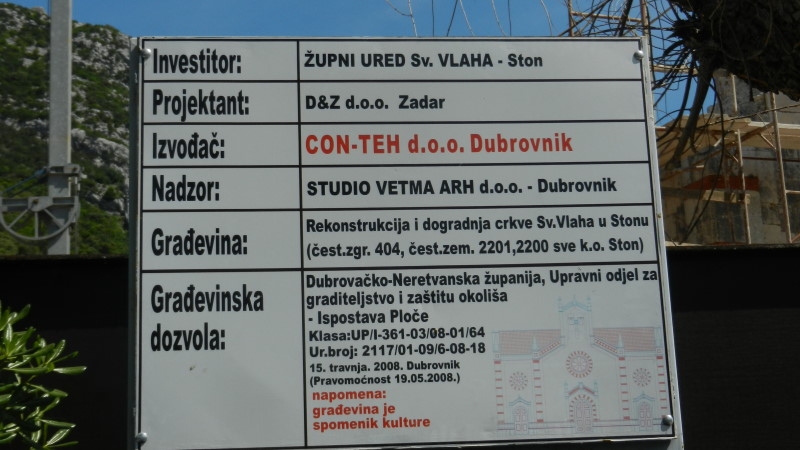 Investitor: ŽUPNI URED Sv. VLAHA - Ston
Projektant: D&Z d.o.o. Zadar
Izvođač: CON-TEH d.o.o. Dubrovnik
Nadzor: STUDIO VETMA ARH d.o.o. - Dubrovnik
Građevina: Rekonstrukcija i dogradnja crkve Sv.Vlaha u Stonu
(čest.zgr. 404, čest.zem. 2201,2200 sve k.o. Ston)
Građevinska dozvola: Dubrovačko-Neretvanska županija, Upravni odjel za
graditeljstvo i zaštitu okoliša
- Ispostava Ploče
Klasa:UP/I-361-03/08-01/64
Ur.broj: 2117/01-09/6-08-18
15. travnja. 2008. Dubrovnik
(Pravomoćnost 19.05.2008.)
napomena:
građevina je
spomenik kulture